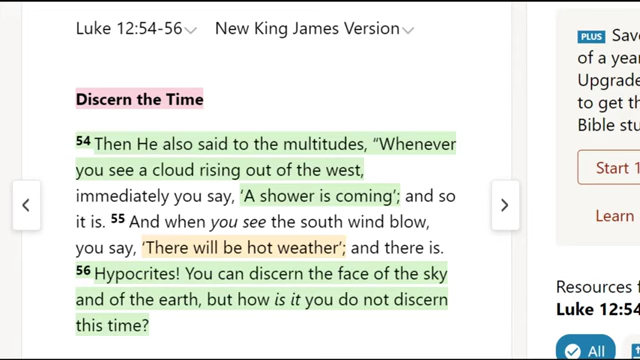 Luke 12:54-56 New King James Version
Discern the Time
54 Then He also said to the multitudes, “Whenever
you see a cloud rising out of the west,
immediately you say, ‘A shower is coming’; and so
it is. 55 And when you see the south wind blow,
you say, ‘There will be hot weather’; and there is.
56 Hypocrites! You can discern the face of the sky
and of the earth, but how is it you do not discern
this time?
PLUS
of a year
to get th
Start 1
Learn
Resources f
Luke 12:54
All